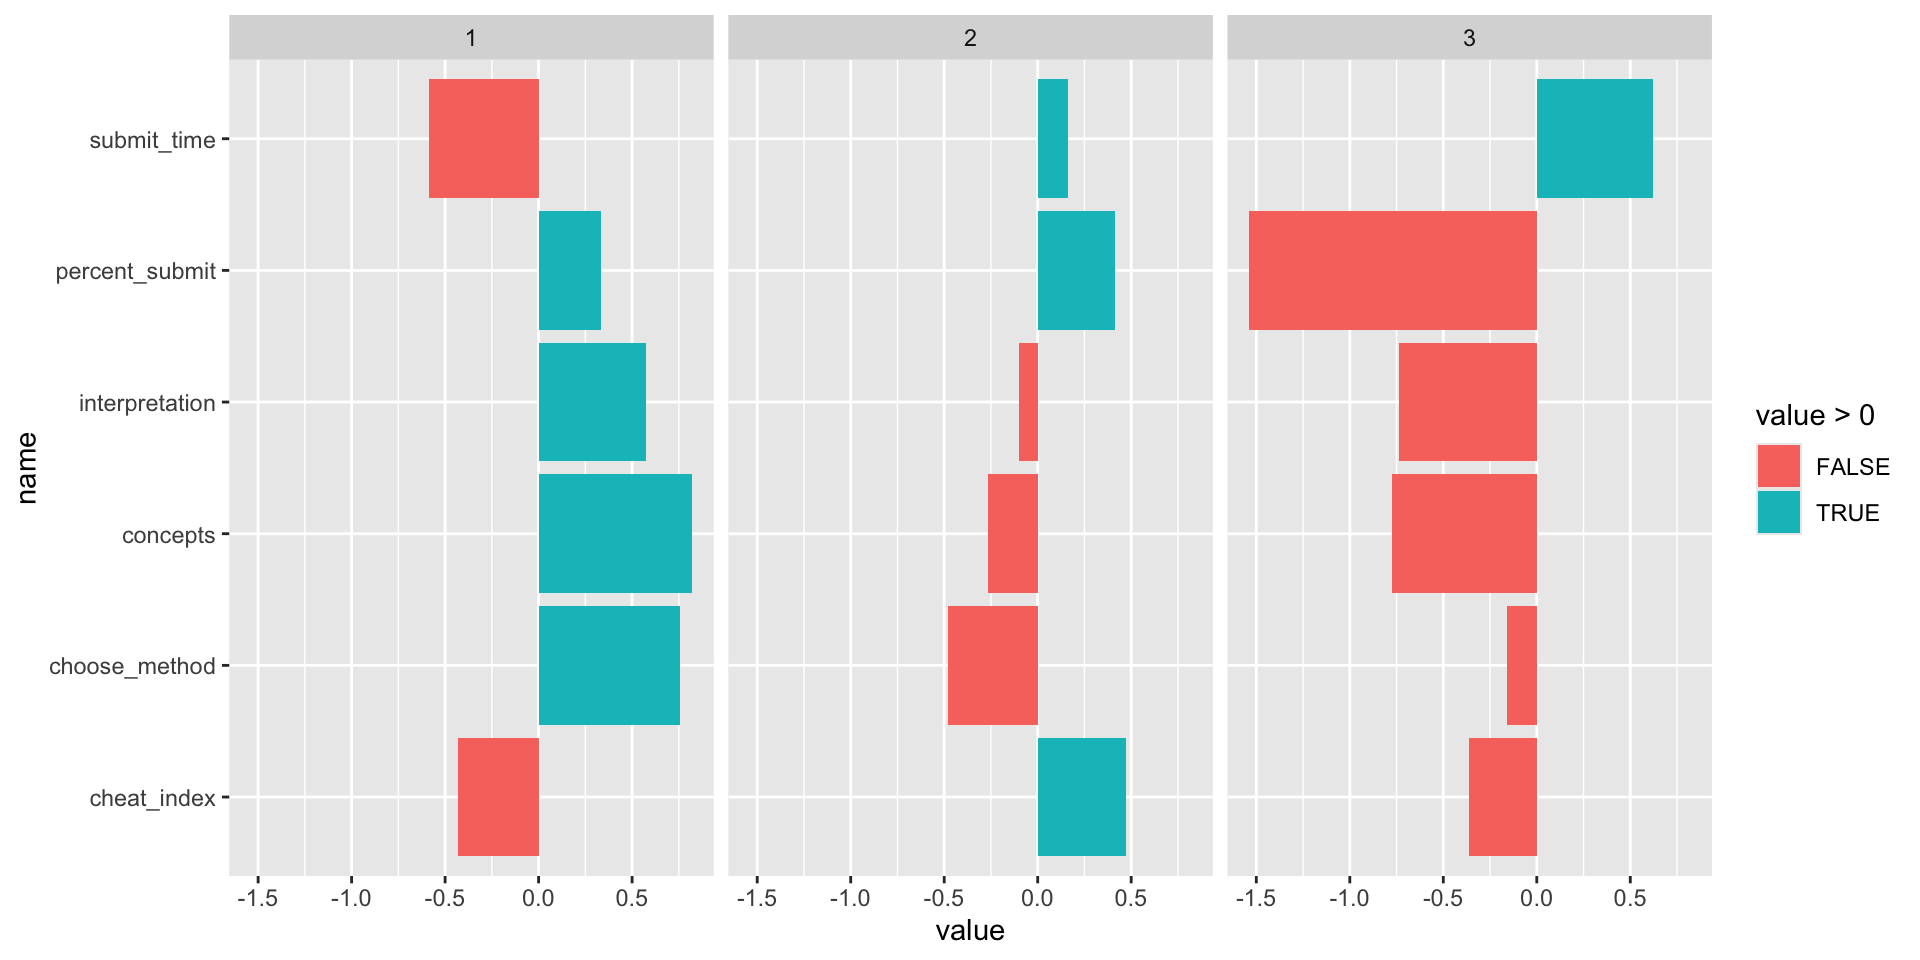 1 2 3
submit_time
percent_submit
interpretation
concepts
choose_method
cheat_index
name
-1.5 -1.0 -0.5 0.0 0.5 -1.5 -1.0 -0.5 0.0 0.5 -1.5 -1.0 -0.5 0.0 0.5
value
value > 0
FALSE
TRUE